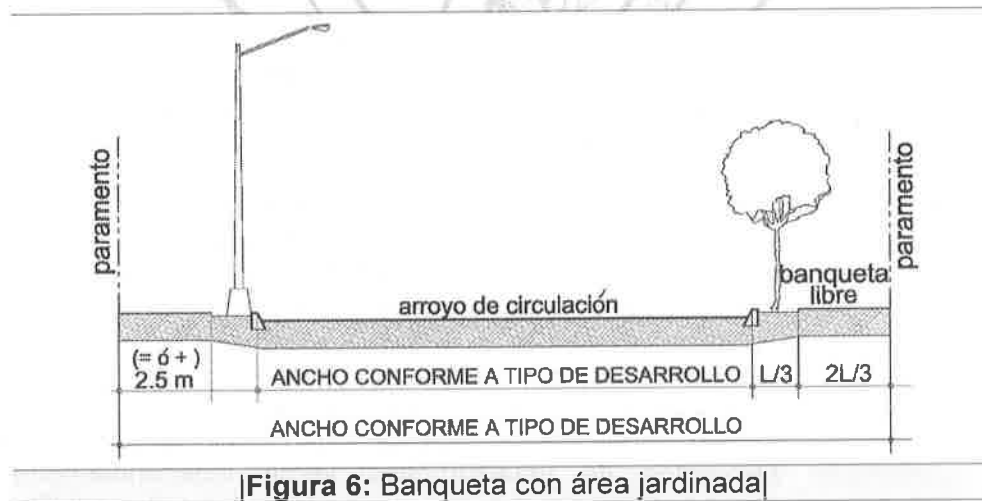 paramento
paramento
banqueta
libre
arroyo de circulación
(= ó + )
2.5 m
ANCHO CONFORME A TIPO DE DESARROLLO
L/3
2L/3
ANCHO CONFORME A TIPO DE DESARROLLO
|Figura 6: Banqueta con área jardinada|